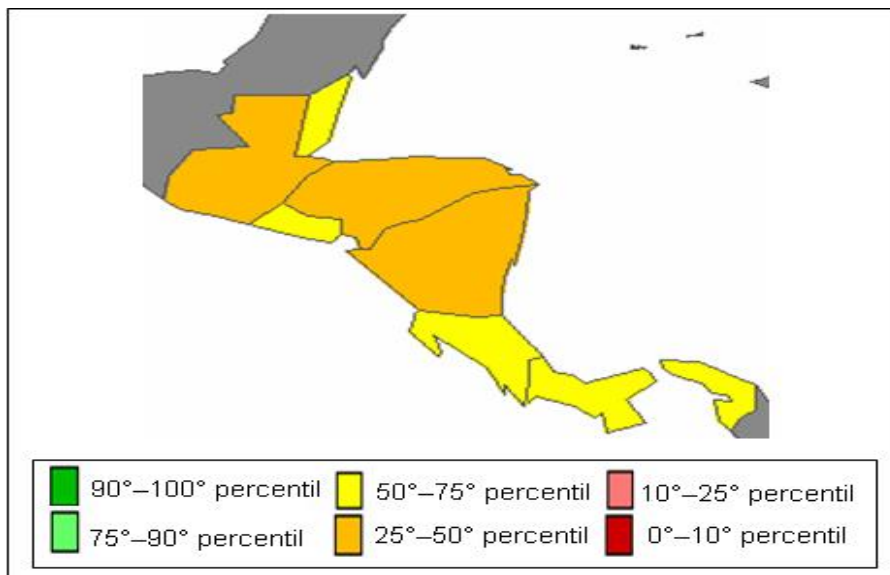 90°–100° percentil
50°–75° percentil
10°–25° percentil
75°–90° percentil
25°–50° percentil
0°–10° percentil